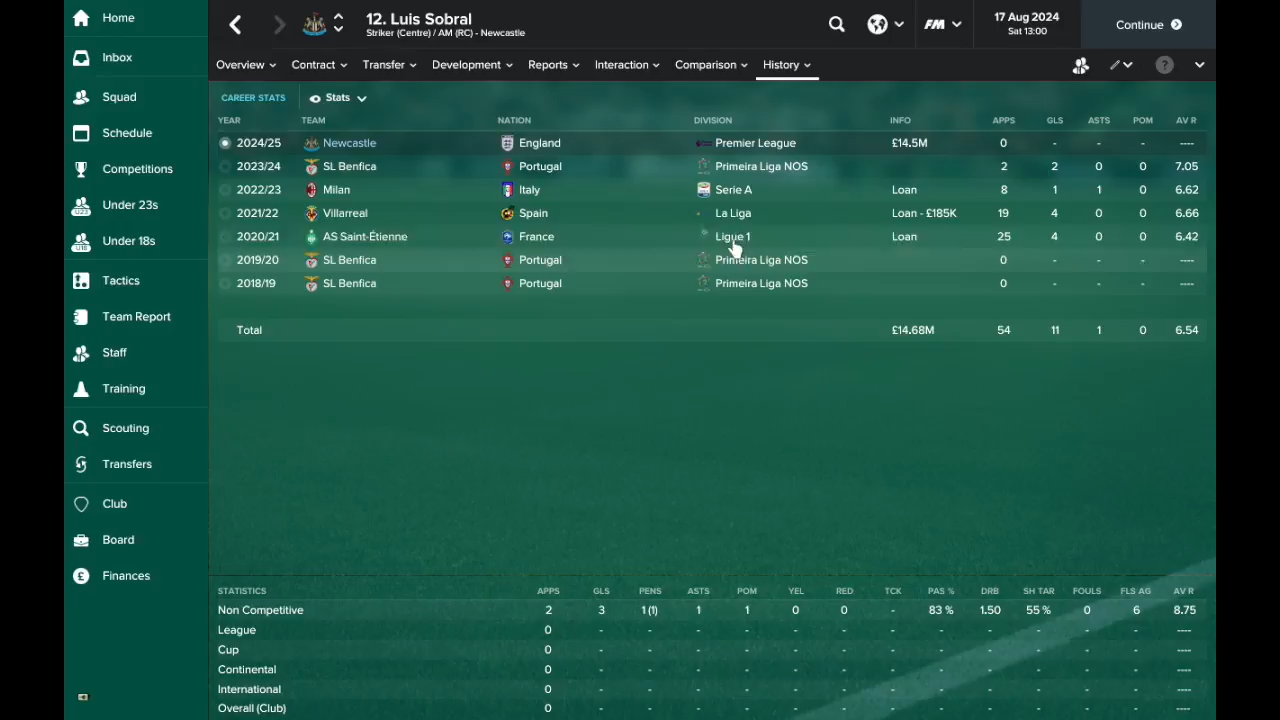 Home
Inbox
Squad
Schedule
Competitions
Under 23s
Under 18s
Tactics
Team Report
Staff
Training
Scouting
Transfers
Club
Board
Finances
12. Luis Sobral
Striker (Centre) / AM (RC) - Newcastle
FM
17 Aug 2024
Sat 13:00
Continue
Overview Contract Transfer Development Reports Interaction Comparison History
CAREER STATS Stats
YEAR TEAM NATION DIVISION INFO APPS GLS ASTS POM AV R
2024/25 Newcastle England Premier League £14.5M 0 - - - ----
2023/24 SL Benfica Portugal Primeira Liga NOS 2 2 0 0 7.05
2022/23 Milan Italy Serie A Loan 8 1 1 0 6.62
2021/22 Villarreal Spain La Liga Loan - £185K 19 4 0 0 6.66
2020/21 AS Saint-Étienne France Ligue 1 Loan 25 4 0 0 6.42
2019/20 SL Benfica Portugal Primeira Liga NOS 0 - - - ----
2018/19 SL Benfica Portugal Primeira Liga NOS 0 - - - ----
Total £14.68M 54 11 1 0 6.54
STATISTICS APPS GLS PENS ASTS POM YEL RED TCK PAS % DRB SH TAR FOULS FLS AG AV R
Non Competitive 2 3 1 (1) 1 1 0 0 - 83 % 1.50 55 % 0 6 8.75
League 0 - - - - - - - - - - - - ----
Cup 0 - - - - - - - - - - - - ----
Continental 0 - - - - - - - - - - - - ----
International 0 - - - - - - - - - - - - ----
Overall (Club) 0 - - - - - - - - - - - - ----